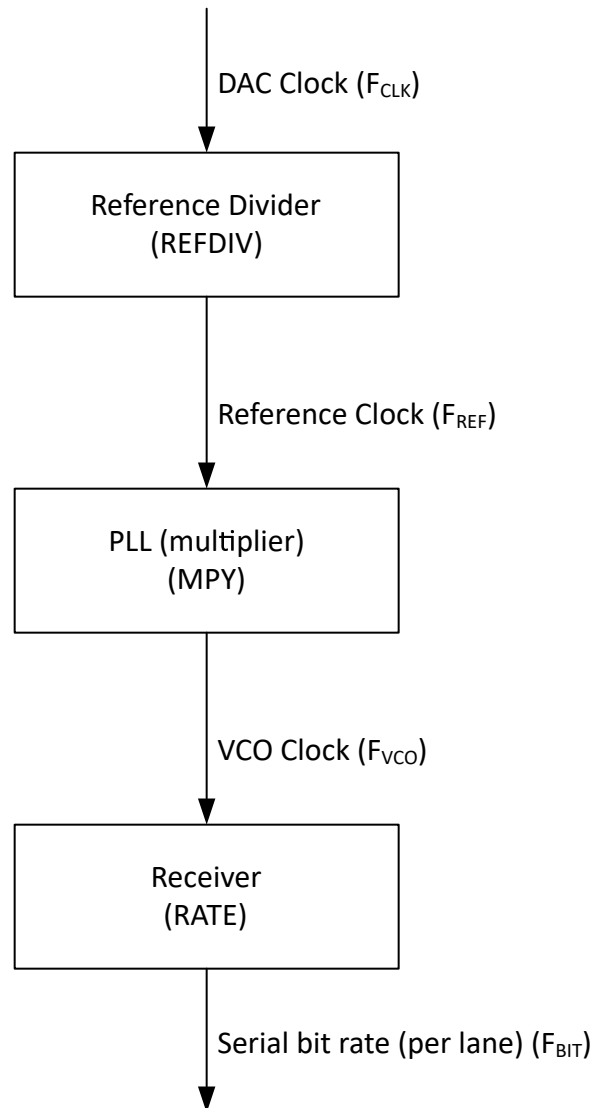 DAC Clock (FCLK)
Reference Divider
(REFDIV)
Reference Clock (FREF)
PLL (multiplier)
(MPY)
VCO Clock (FVCO)
Receiver
(RATE)
Serial bit rate (per lane) (FBIT)